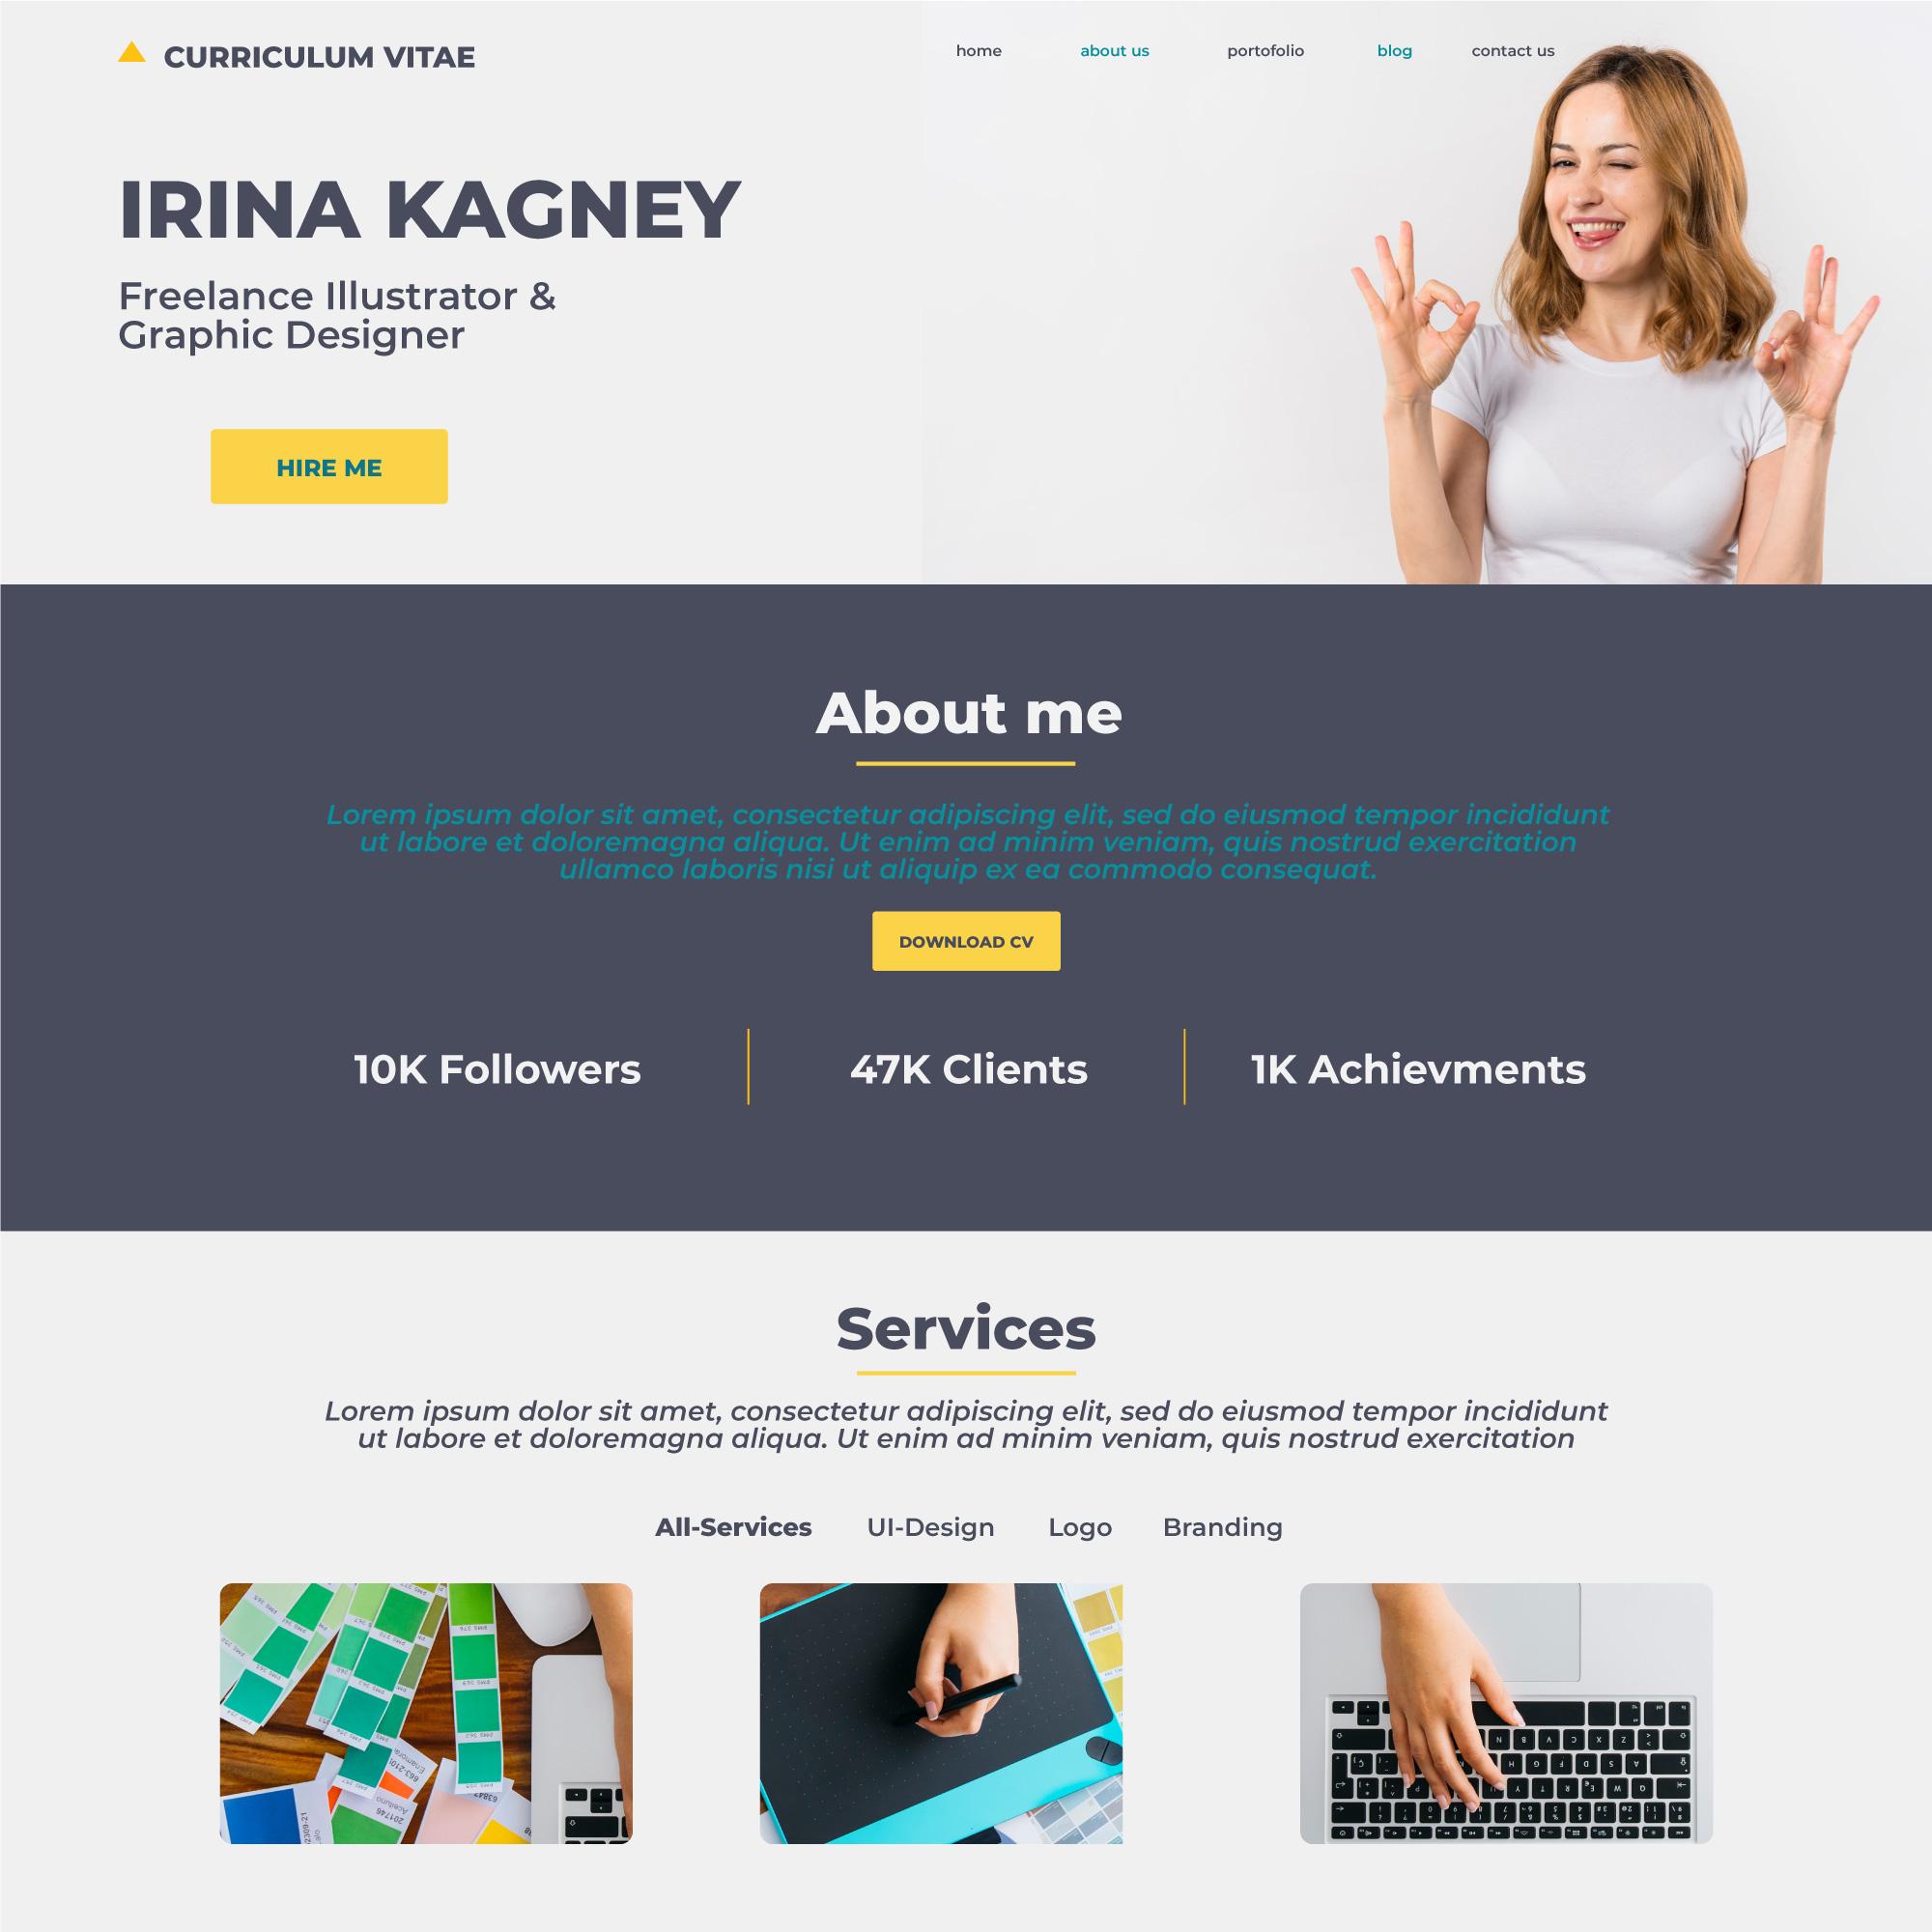 CURRICULUM VITAE
home about us portofolio blog contact us
IRINA KAGNEY
Freelance Illustrator &
Graphic Designer
HIRE ME
About me
Lorem ipsum dolor sit amet, consectetur adipiscing elit, sed do eiusmod tempor incididunt
ut labore et doloremagna aliqua. Ut enim ad minim veniam, quis nostrud exercitation
ullamco laboris nisi ut aliquip ex ea commodo consequat.
DOWNLOAD CV
10K Followers
47K Clients
1K Achievments
Services
Lorem ipsum dolor sit amet, consectetur adipiscing elit, sed do eiusmod tempor incididunt
ut labore et doloremagna aliqua. Ut enim ad minim veniam, quis nostrud exercitation
All-Services UI-Design Logo Branding